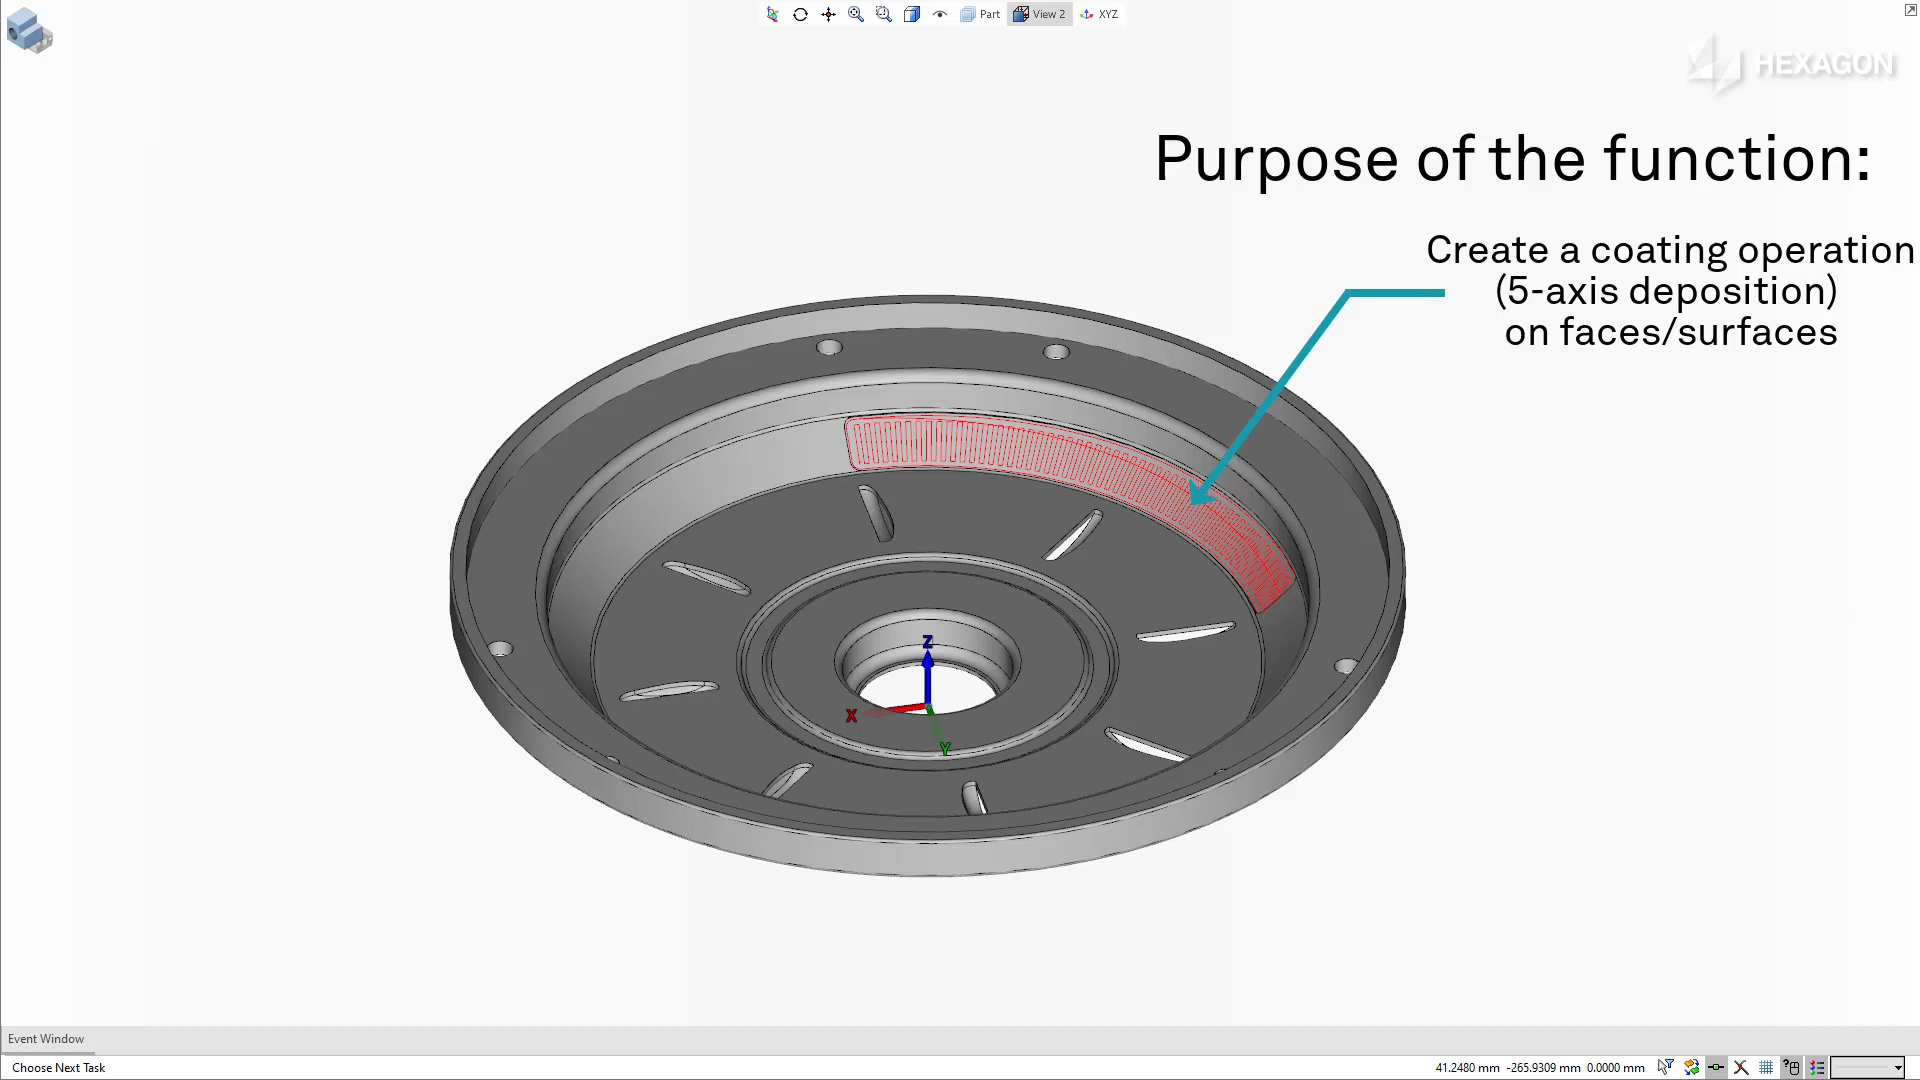 Part
View 2
XYZ
HEXAGON
Purpose of the function:
Create a coating operation
(5-axis deposition)
on faces/surfaces
Z
X
Y
Event Window
Choose Next Task
41.2480 mm -265.9309 mm 0.0000 mm